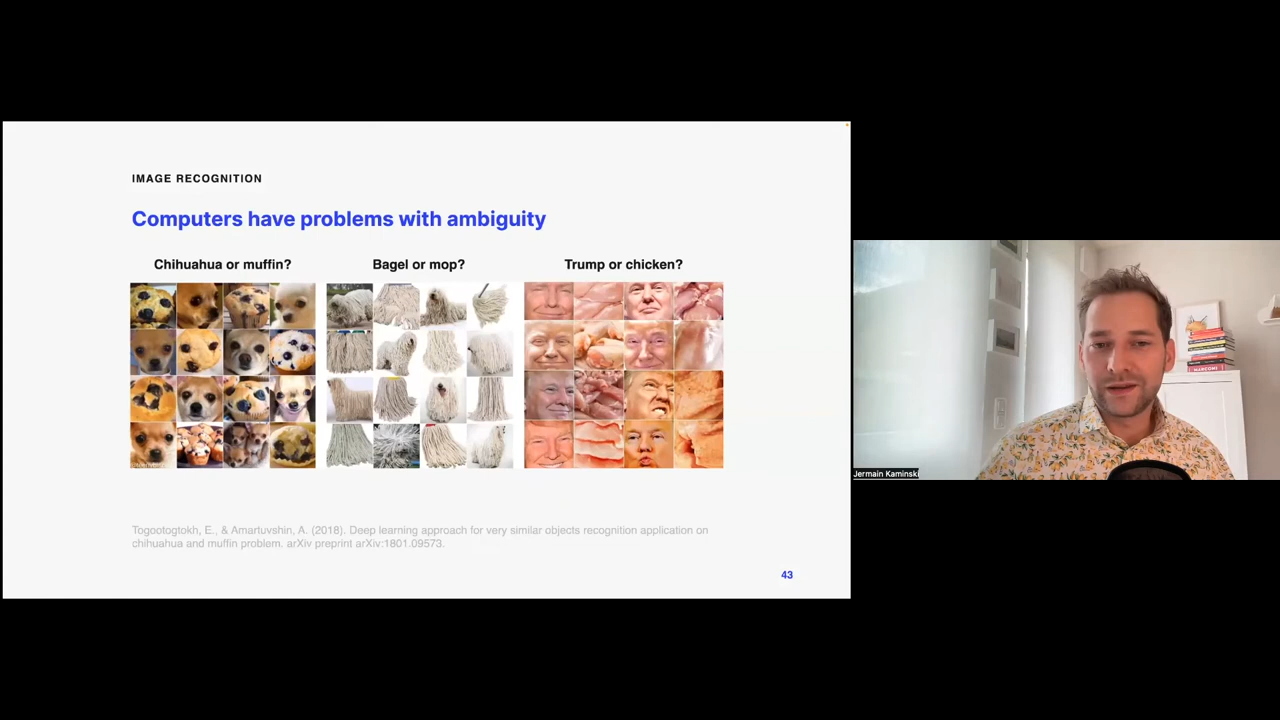 IMAGE RECOGNITION
Computers have problems with ambiguity
Chihuahua or muffin?
Bagel or mop?
Trump or chicken?
Togootogtokh, E., & Amartuvshin, A. (2018). Deep learning approach for very similar objects recognition application on
chihuahua and muffin problem. arXiv preprint arXiv:1801.09573.
43
MARCONI
Jermain Kaminski